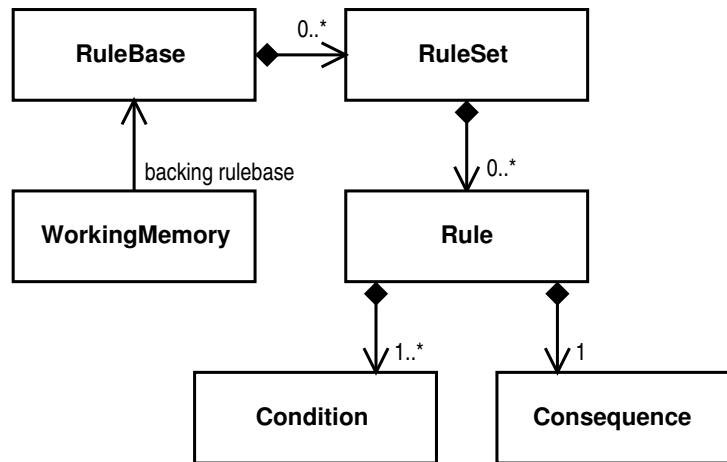 0..*
RuleBase
RuleSet
backing rulebase
0..*
WorkingMemory
Rule
1..*
1
Condition
Consequence